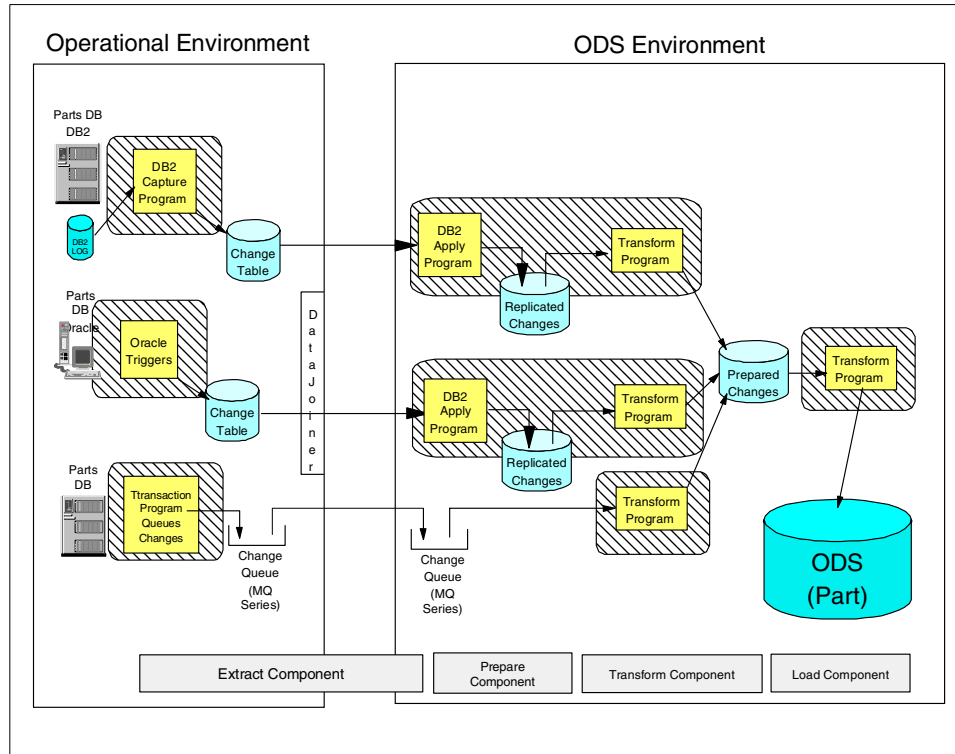 Operational Environment
ODS Environment
Parts DB
DB2
DB2
Capture
Program
DB2
LOG
Change
Table
DB2
Apply
Program
Replicated
Changes
Transform
Program
Parts
DB
Oracle
Oracle
Triggers
Change
Table
D
a
t
a
J
o
i
n
e
r
DB2
Apply
Program
Replicated
Changes
Transform
Program
Prepared
Changes
Transform
Program
Parts
DB
Ttransaction
Program
Queues
Changes
Change
Queue
(MQ
Series)
Change
Queue
(MQ
Series)
Transform
Program
ODS
(Part)
Extract Component
Prepare
Component
Transform Component
Load Component